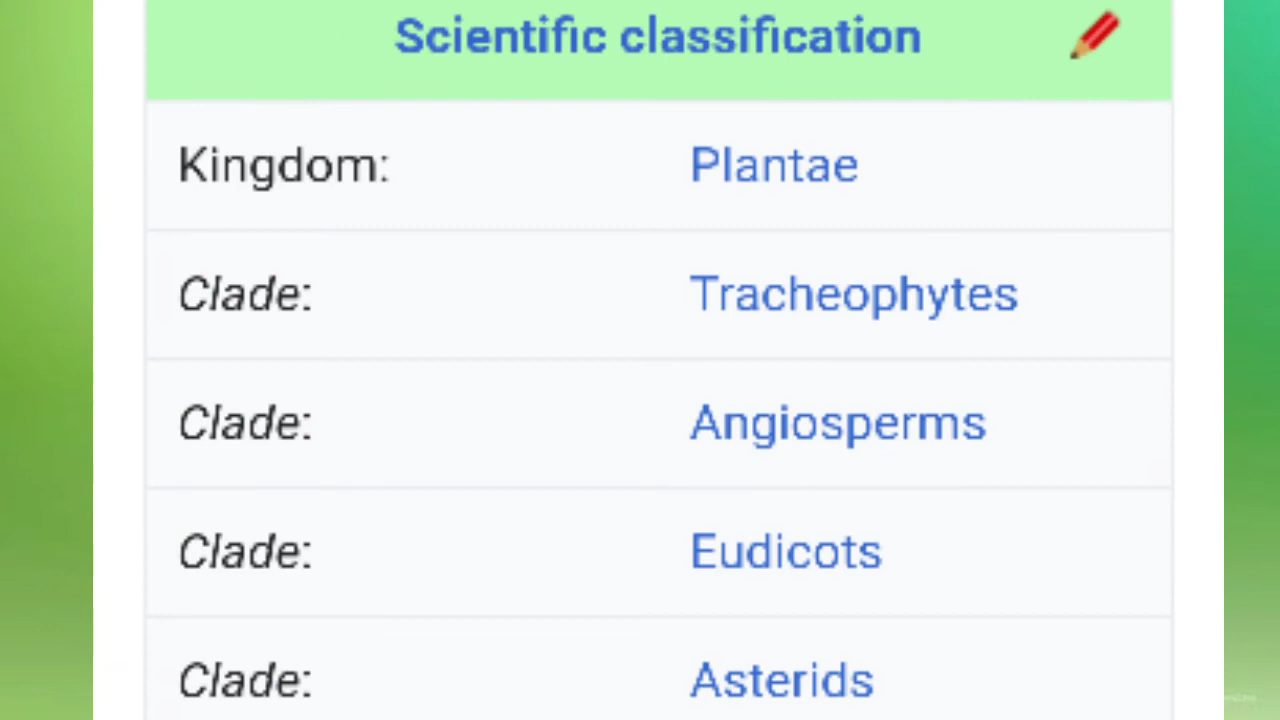 Scientific classification
Kingdom: Plantae
Clade: Tracheophytes
Clade: Angiosperms
Clade: Eudicots
Clade: Asterids